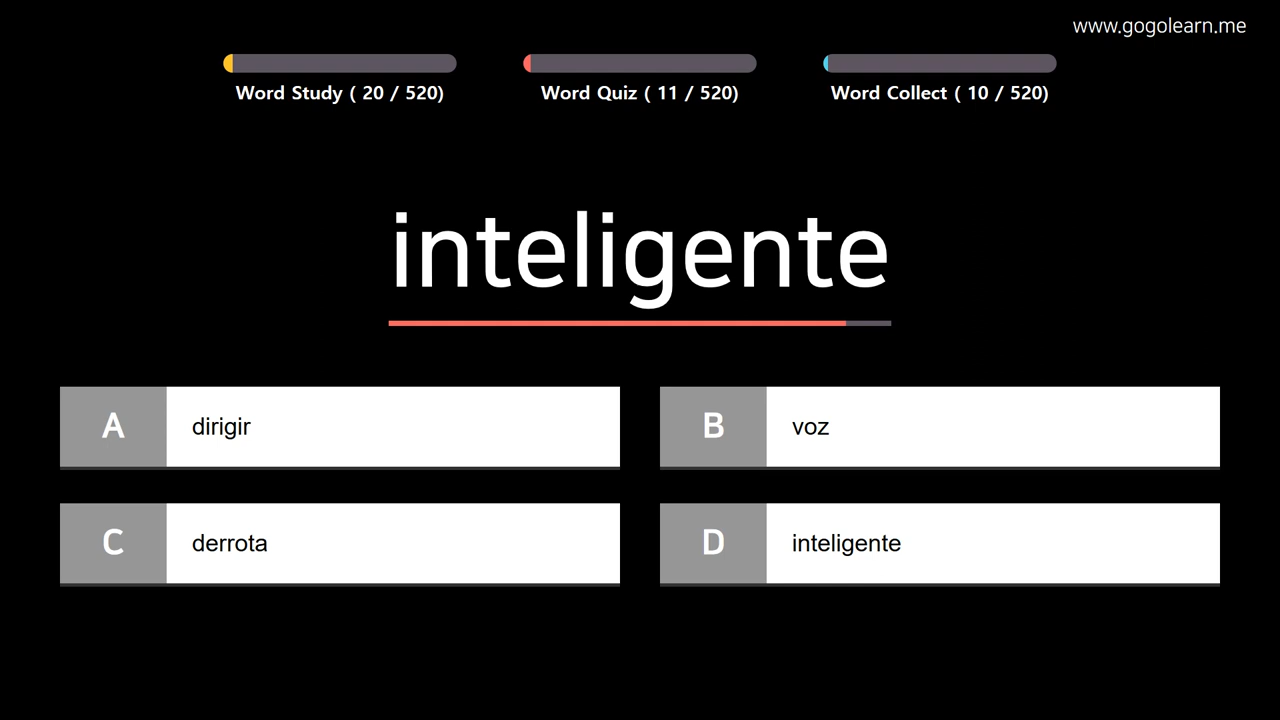 www.gogolearn.me
Word Study ( 20 / 520)
Word Quiz ( 11 / 520)
Word Collect ( 10 / 520)
inteligente
A dirigir
B voz
C derrota
D inteligente